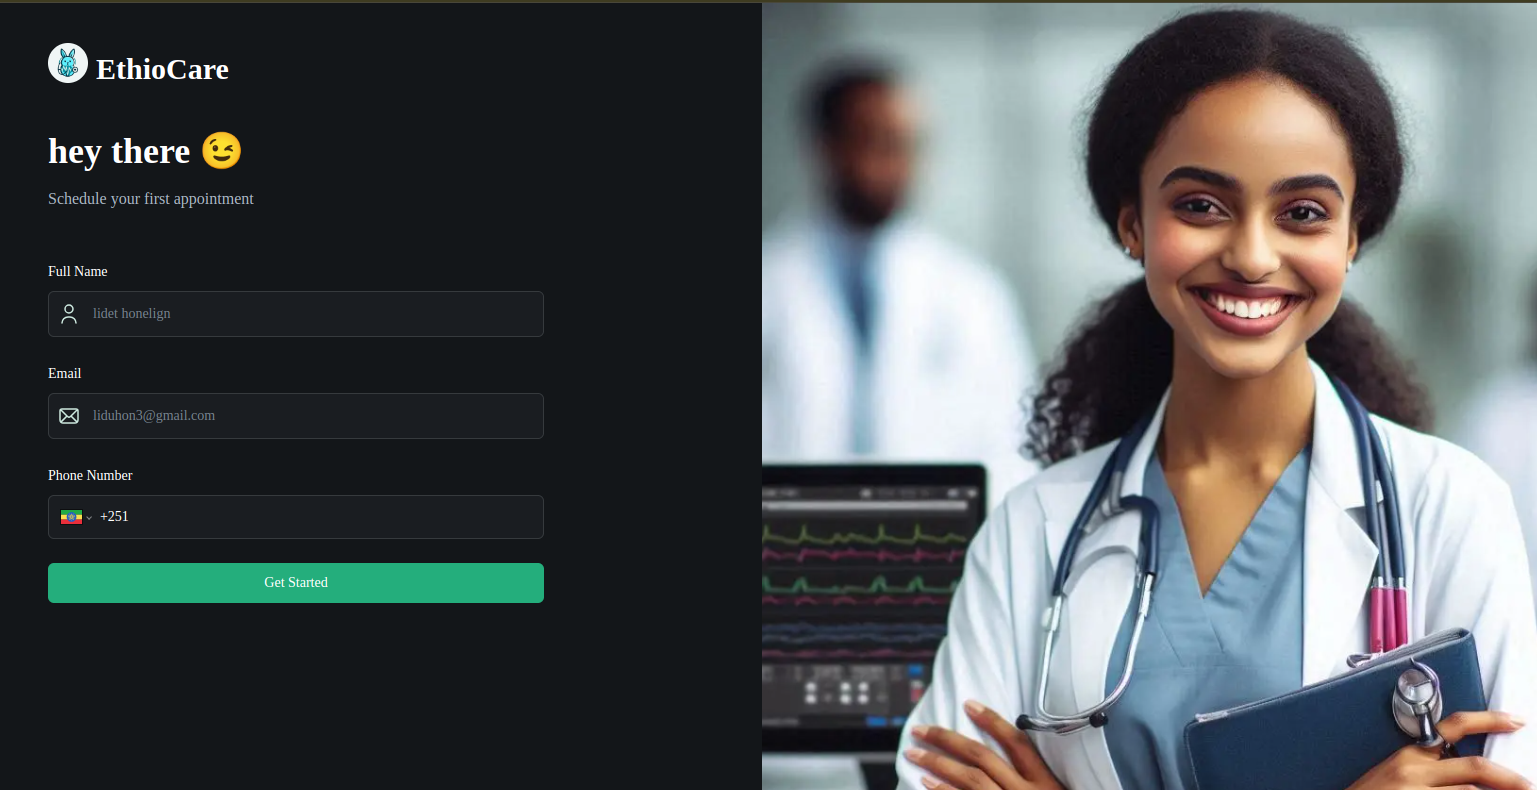 EthioCare
hey there 😉
Schedule your first appointment
Full Name
lidet honelign
Email
liduhon3@gmail.com
Phone Number
+251
Get Started